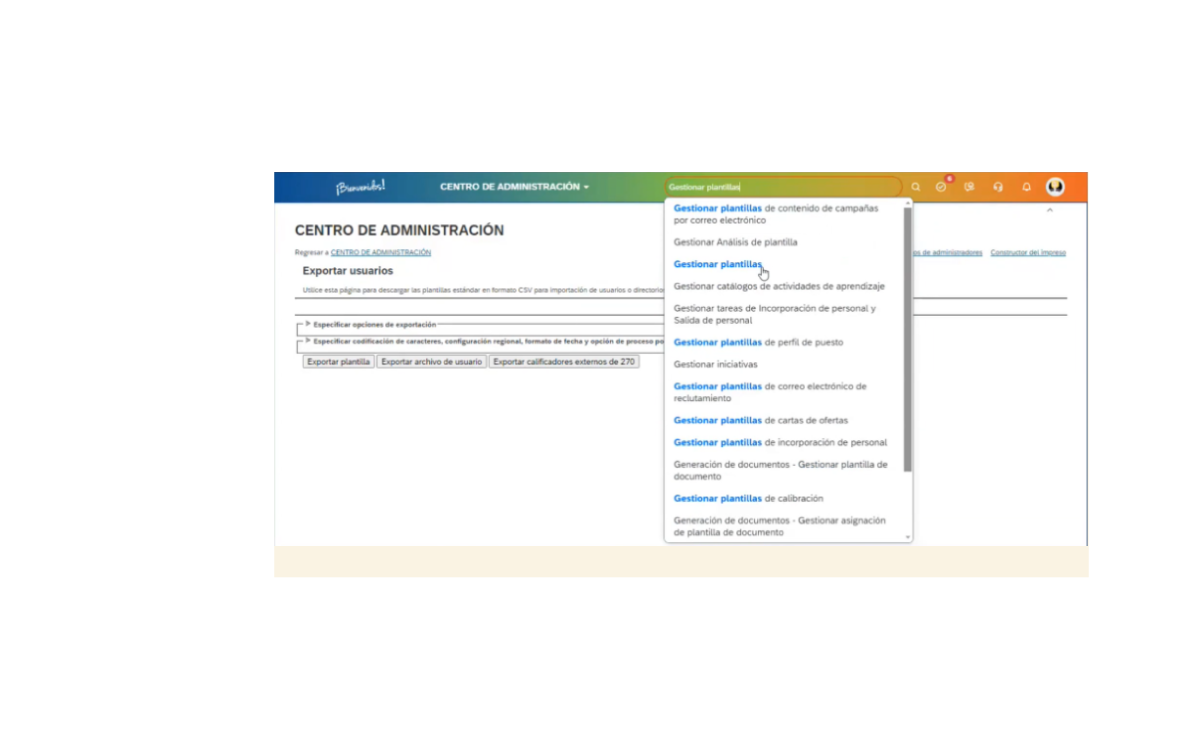 ¡Bienvenidos!
CENTRO DE ADMINISTRACIÓN
Gestionar plantillas
6
CENTRO DE ADMINISTRACIÓN
Regresar a CENTRO DE ADMINISTRACIÓN
os de administradores Constructor del ingreso
Exportar usuarios
Utilice esta página para descargar las plantillas estándar en formato CSV para importación de usuarios o directorio
Especificar opciones de exportación
Especificar codificación de caracteres, configuración regional, formato de fecha y opción de proceso po
Exportar plantilla Exportar archivo de usuario Exportar calificadores externos de 270
Gestionar plantillas de contenido de campañas
por correo electrónico
Gestionar Análisis de plantilla
Gestionar plantillas
Gestionar catálogos de actividades de aprendizaje
Gestionar tareas de Incorporación de personal y
Salida de personal
Gestionar plantillas de perfil de puesto
Gestionar iniciativas
Gestionar plantillas de correo electrónico de
reclutamiento
Gestionar plantillas de cartas de ofertas
Gestionar plantillas de incorporación de personal
Generación de documentos - Gestionar plantilla de
documento
Gestionar plantillas de calibración
Generación de documentos - Gestionar asignación
de plantilla de documento